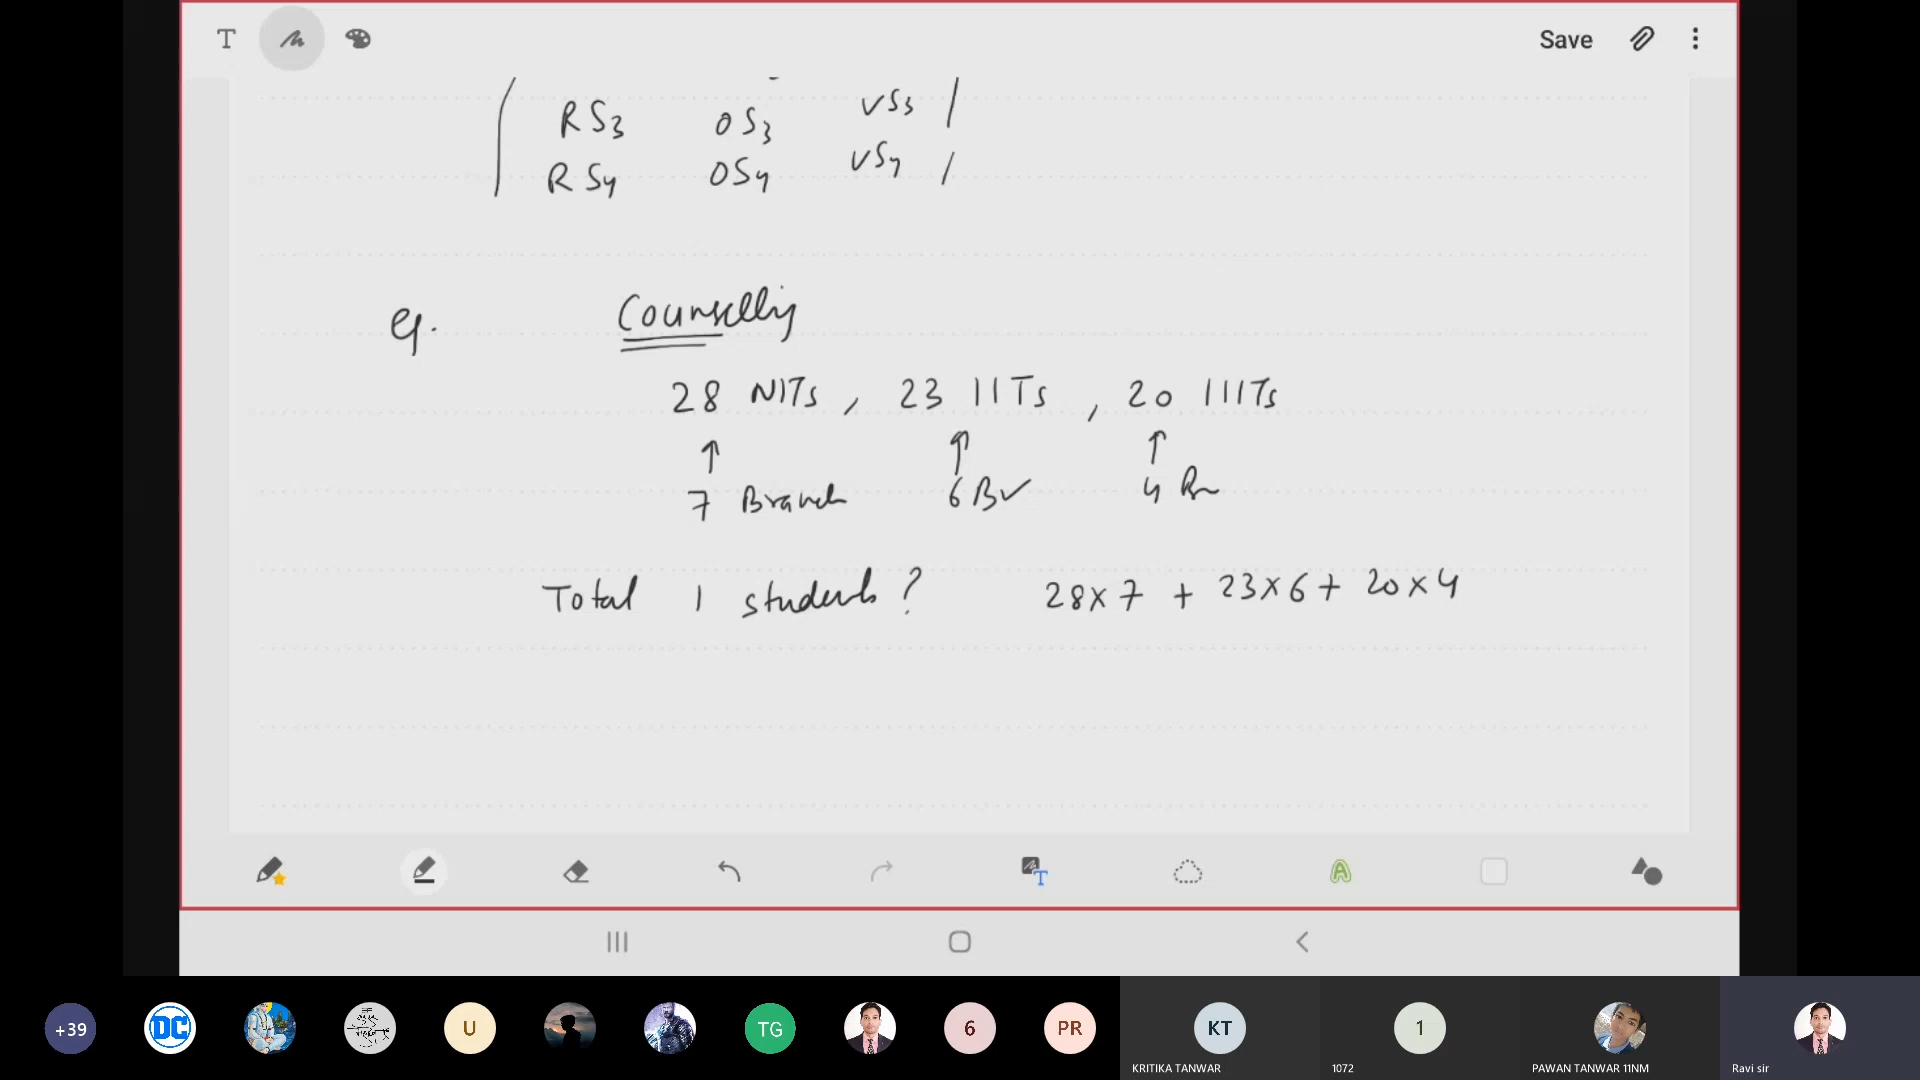 T Save
RS3 OS3 VS3
RS4 OS4 VS4
eg. Counselling
28 NITs , 23 IITs , 20 IIITs
7 Branch 6 Br 4 Br
Total 1 students? 28×7 + 23×6 + 20×4
T A
+39 DC U TG 6 PR KT 1
KRITIKA TANWAR 1072 PAWAN TANWAR 11NM Ravi sir